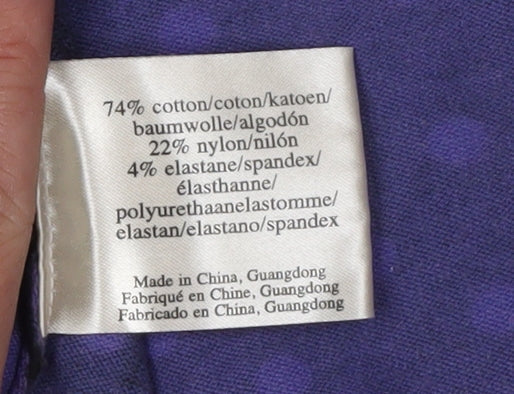 74% cotton/coton/katoen/
baumwolle/algodón
22% nylon/nilón
4% elastane/spandex/
élasthanne/
polyurethaanelastomme/
elastan/elastano/spandex
Made in China, Guangdong
Fabriqué en Chine, Guangdong
Fabricado en China, Guangdong